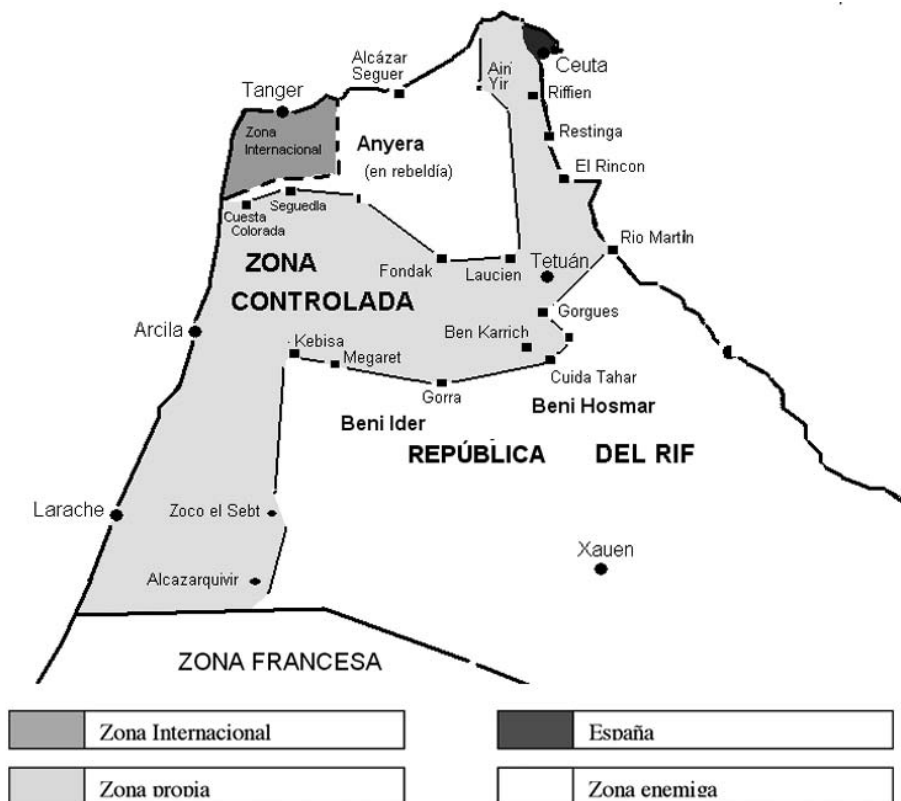 Alcázar
Seguer
Ain
Yir
Ceuta
Tanger
Riffien
Zona
Internacional
Anyera
(en rebeldía)
Restinga
El Rincon
Cuesta
Colorada
Seguedla
Rio Martin
ZONA
CONTROLADA
Fondak
Laucien
Tetuán
Gorgues
Arcila
Kebisa
Megaret
Ben Karrich
Cuida Tahar
Gorra
Beni Ider
Beni Hosmar
REPÚBLICA DEL RIF
Larache
Zoco el Sebt
Xauen
Alcazarquivir
ZONA FRANCESA
Zona Internacional
España
Zona propia
Zona enemiga